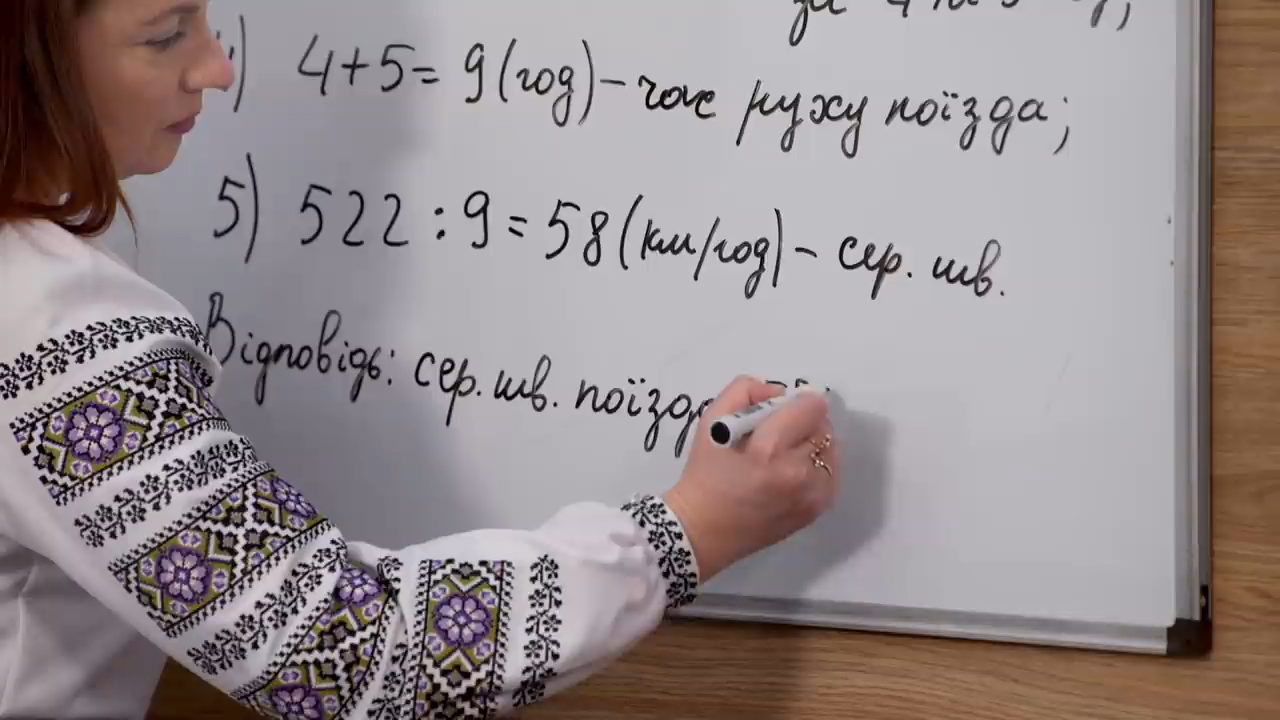 4+5= 9 (год) – час руху поїзда;
5) 522 : 9 = 58 (км/год) – сер. шв.
Відповідь: сер. шв. поїзда